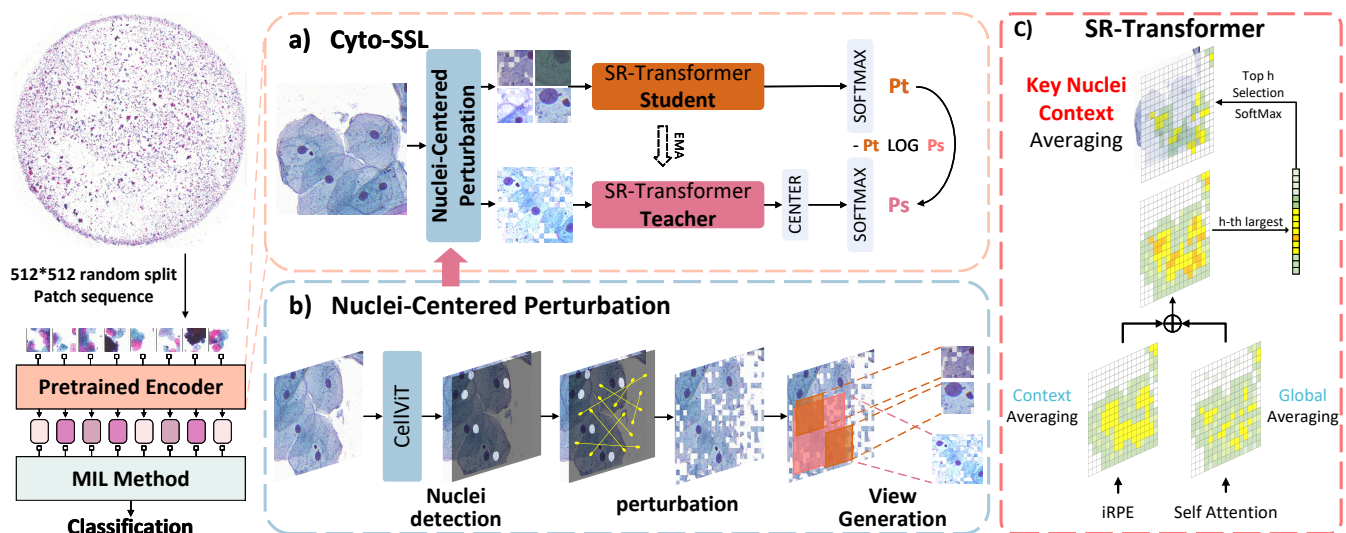 512*512 random split
Patch sequence
Pretrained Encoder
MIL Method
Classification
a) Cyto-SSL
Nuclei-Centered
Perturbation
SR-Transformer
Student
EMA
SR-Transformer
Teacher
CENTER
SOFTMAX
SOFTMAX
Pt
- Pt LOG Ps
Ps
b) Nuclei-Centered Perturbation
CellViT
Nuclei
detection
perturbation
View
Generation
C) SR-Transformer
Key Nuclei
Context
Averaging
Top h
Selection
SoftMax
h-th largest
Context
Averaging
Global
Averaging
iRPE
Self Attention